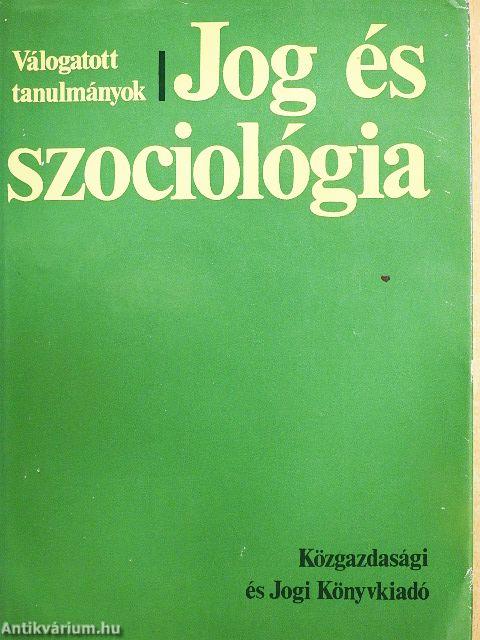 Válogatott
tanulmányok
Jog és
szociológia
Közgazdasági
és Jogi Könyvkiadó
Antikvárium.hu